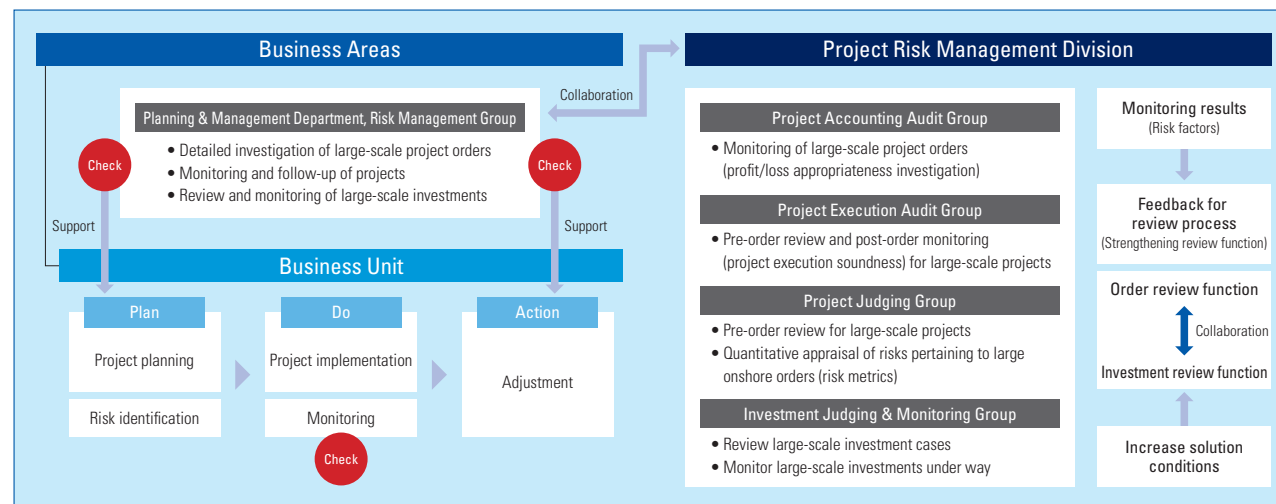 Business Areas
Collaboration
Planning & Management Department, Risk Management Group
• Detailed investigation of large-scale project orders
• Monitoring and follow-up of projects
• Review and monitoring of large-scale investments
Check
Check
Support
Support
Business Unit
Plan
Project planning
Risk identification
Do
Project implementation
Monitoring
Check
Action
Adjustment
Project Risk Management Division
Project Accounting Audit Group
• Monitoring of large-scale project orders
(profit/loss appropriateness investigation)
Project Execution Audit Group
• Pre-order review and post-order monitoring
(project execution soundness) for large-scale projects
Project Judging Group
• Pre-order review for large-scale projects
• Quantitative appraisal of risks pertaining to large
onshore orders (risk metrics)
Investment Judging & Monitoring Group
• Review large-scale investment cases
• Monitor large-scale investments under way
Monitoring results
(Risk factors)
Feedback for
review process
(Strengthening review function)
Order review function
Collaboration
Investment review function
Increase solution
conditions